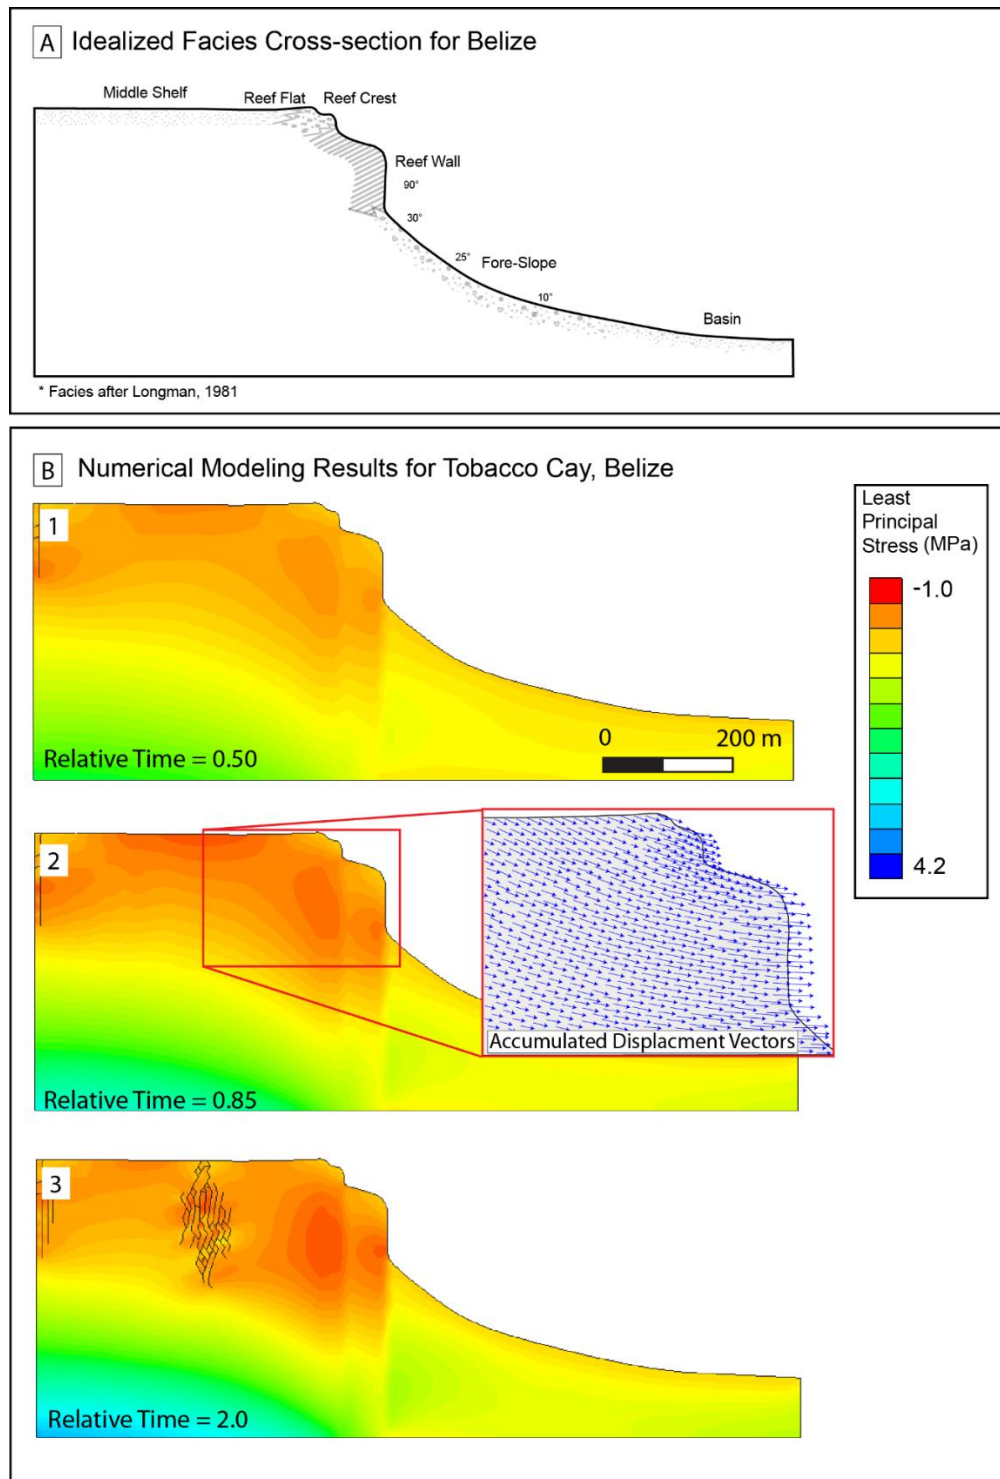 A Idealized Facies Cross-section for Belize
Middle Shelf
Reef Flat
Reef Crest
Reef Wall
90°
30°
25°
Fore-Slope
10°
Basin
* Facies after Longman, 1981
B Numerical Modeling Results for Tobacco Cay, Belize
Least
Principal
Stress (MPa)
-1.0
4.2
1
Relative Time = 0.50
0 200 m
2
Relative Time = 0.85
Accumulated Displacment Vectors
3
Relative Time = 2.0